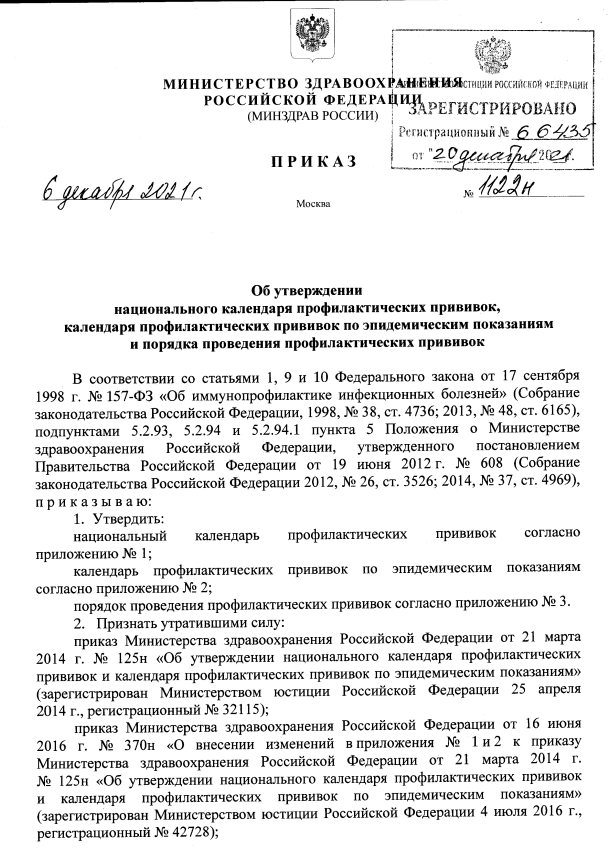 МИНИСТЕРСТВО ЗДРАВООХРАНЕНИЯ
РОССИЙСКОЙ ФЕДЕРАЦИИ
(МИНЗДРАВ РОССИИ)
ЮСТИЦИИ РОССИЙСКОЙ ФЕДЕРАЦИИ
ЗАРЕГИСТРИРОВАНО
Регистрационный № 66435
от "20 декабря 2021.
ПРИКАЗ
6 декабря 2021г.
№ 1122н
Москва
Об утверждении
национального календаря профилактических прививок,
календаря профилактических прививок по эпидемическим показаниям
и порядка проведения профилактических прививок
В соответствии со статьями 1, 9 и 10 Федерального закона от 17 сентября
1998 г. № 157-ФЗ «Об иммунопрофилактике инфекционных болезней» (Собрание
законодательства Российской Федерации, 1998, № 38, ст. 4736; 2013, № 48, ст. 6165),
подпунктами 5.2.93, 5.2.94 и 5.2.94.1 пункта 5 Положения о Министерстве
здравоохранения Российской Федерации, утвержденного постановлением
Правительства Российской Федерации от 19 июня 2012 г. № 608 (Собрание
законодательства Российской Федерации 2012, № 26, ст. 3526; 2014, № 37, ст. 4969),
п р и к а з ы в а ю:
1. Утвердить:
национальный календарь профилактических прививок согласно
приложению № 1;
календарь профилактических прививок по эпидемическим показаниям
согласно приложению № 2;
порядок проведения профилактических прививок согласно приложению № 3.
2. Признать утратившими силу:
приказ Министерства здравоохранения Российской Федерации от 21 марта
2014 г. № 125н «Об утверждении национального календаря профилактических
прививок и календаря профилактических прививок по эпидемическим показаниям»
(зарегистрирован Министерством юстиции Российской Федерации 25 апреля
2014 г., регистрационный № 32115);
приказ Министерства здравоохранения Российской Федерации от 16 июня
2016 г. № 370н «О внесении изменений в приложения № 1 и 2 к приказу
Министерства здравоохранения Российской Федерации от 21 марта 2014 г.
№ 125н «Об утверждении национального календаря профилактических прививок
и календаря профилактических прививок по эпидемическим показаниям»
(зарегистрирован Министерством юстиции Российской Федерации 4 июля 2016 г.,
регистрационный № 42728);